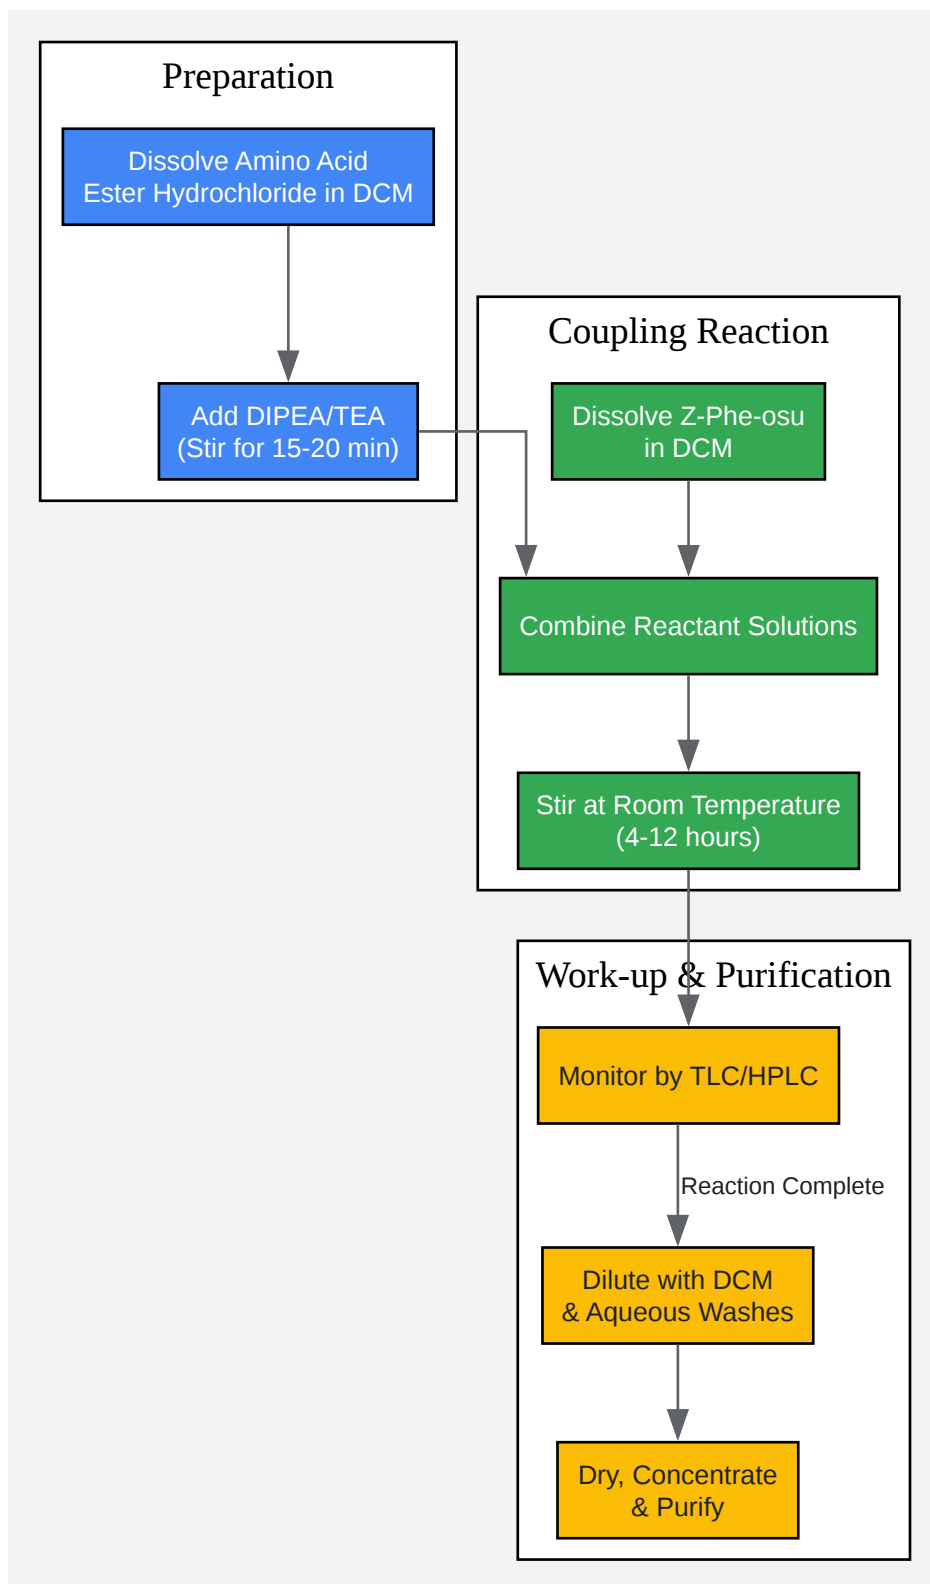 Preparation
Dissolve Amino Acid
Ester Hydrochloride in DCM
Add DIPEA/TEA
(Stir for 15-20 min)
Coupling Reaction
Dissolve Z-Phe-osu
in DCM
Combine Reactant Solutions
Stir at Room Temperature
(4-12 hours)
Work-up & Purification
Monitor by TLC/HPLC
Reaction Complete
Dilute with DCM
& Aqueous Washes
Dry, Concentrate
& Purify